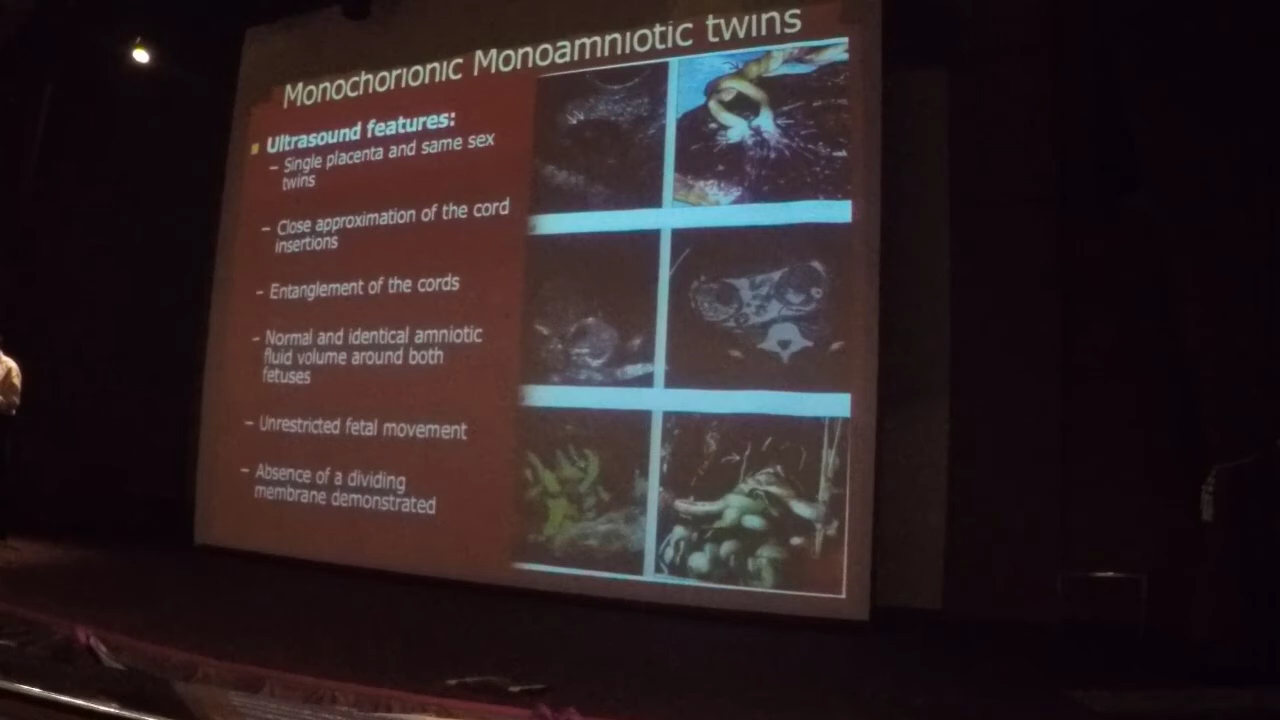 Monochorionic Monoamniotic twins
Ultrasound features:
– Single placenta and same sex
twins
– Close approximation of the cord
insertions
– Entanglement of the cords
– Normal and identical amniotic
fluid volume around both
fetuses
– Unrestricted fetal movement
– Absence of a dividing
membrane demonstrated